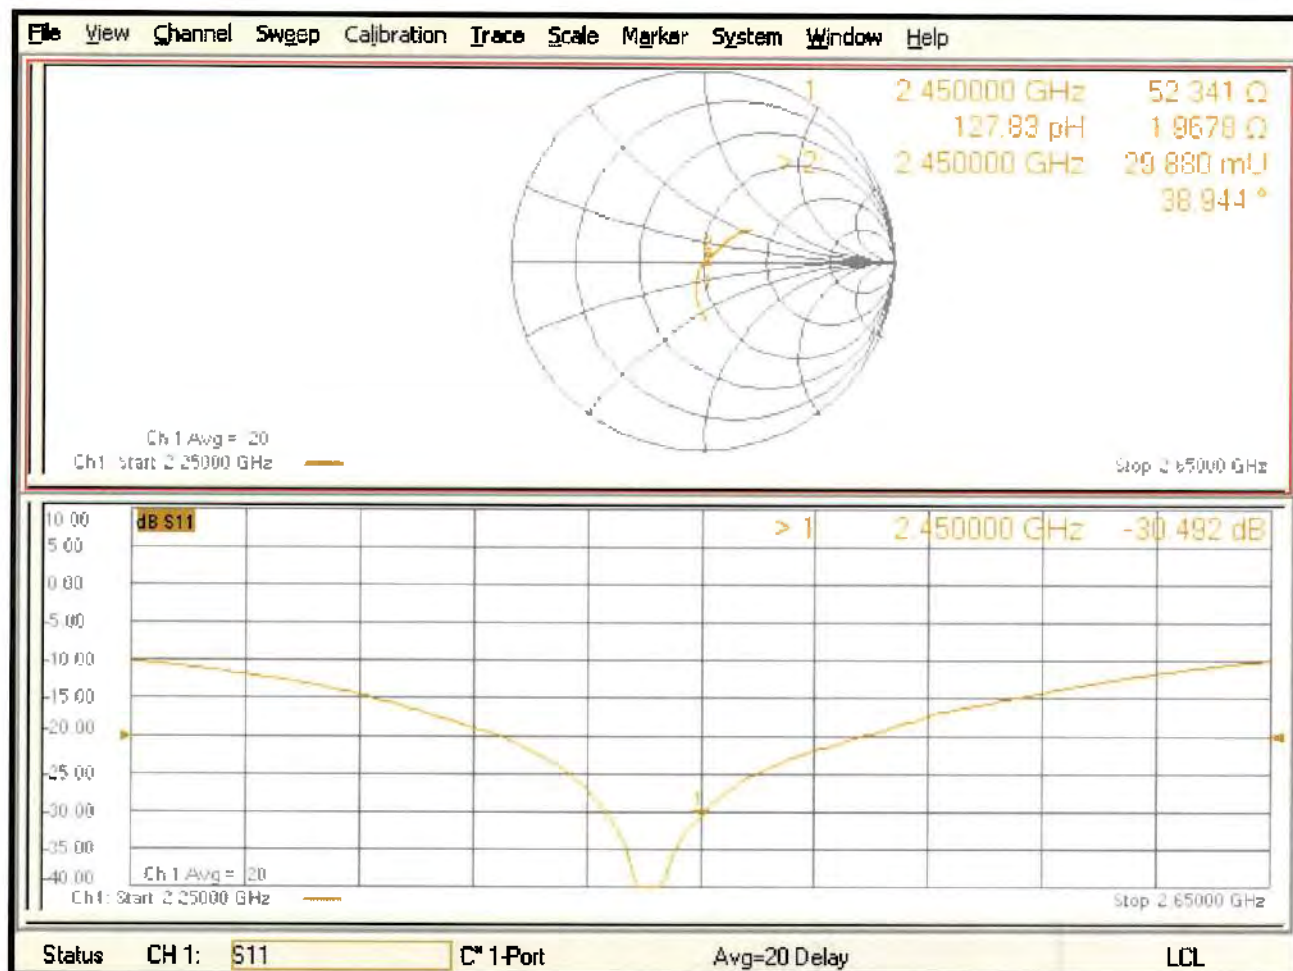 File View Channel Sweep Calibration Trace Scale Marker System Window Help
1 2.450000 GHz 52.341 Ω
127.83 pH 1.9678 Ω
> 2 2.450000 GHz 29.880 mU
38.944 °
Ch 1 Avg = 20
Ch1: Start 2.25000 GHz
Stop 2.65000 GHz
10.00
dB S11
> 1 2.450000 GHz -30.492 dB
5.00
0.00
-5.00
-10.00
-15.00
-20.00
-25.00
1
-30.00
-35.00
-40.00
Ch 1 Avg = 20
Ch1: Start 2.25000 GHz
Stop 2.65000 GHz
Status CH 1: S11 C* 1-Port Avg=20 Delay LCL